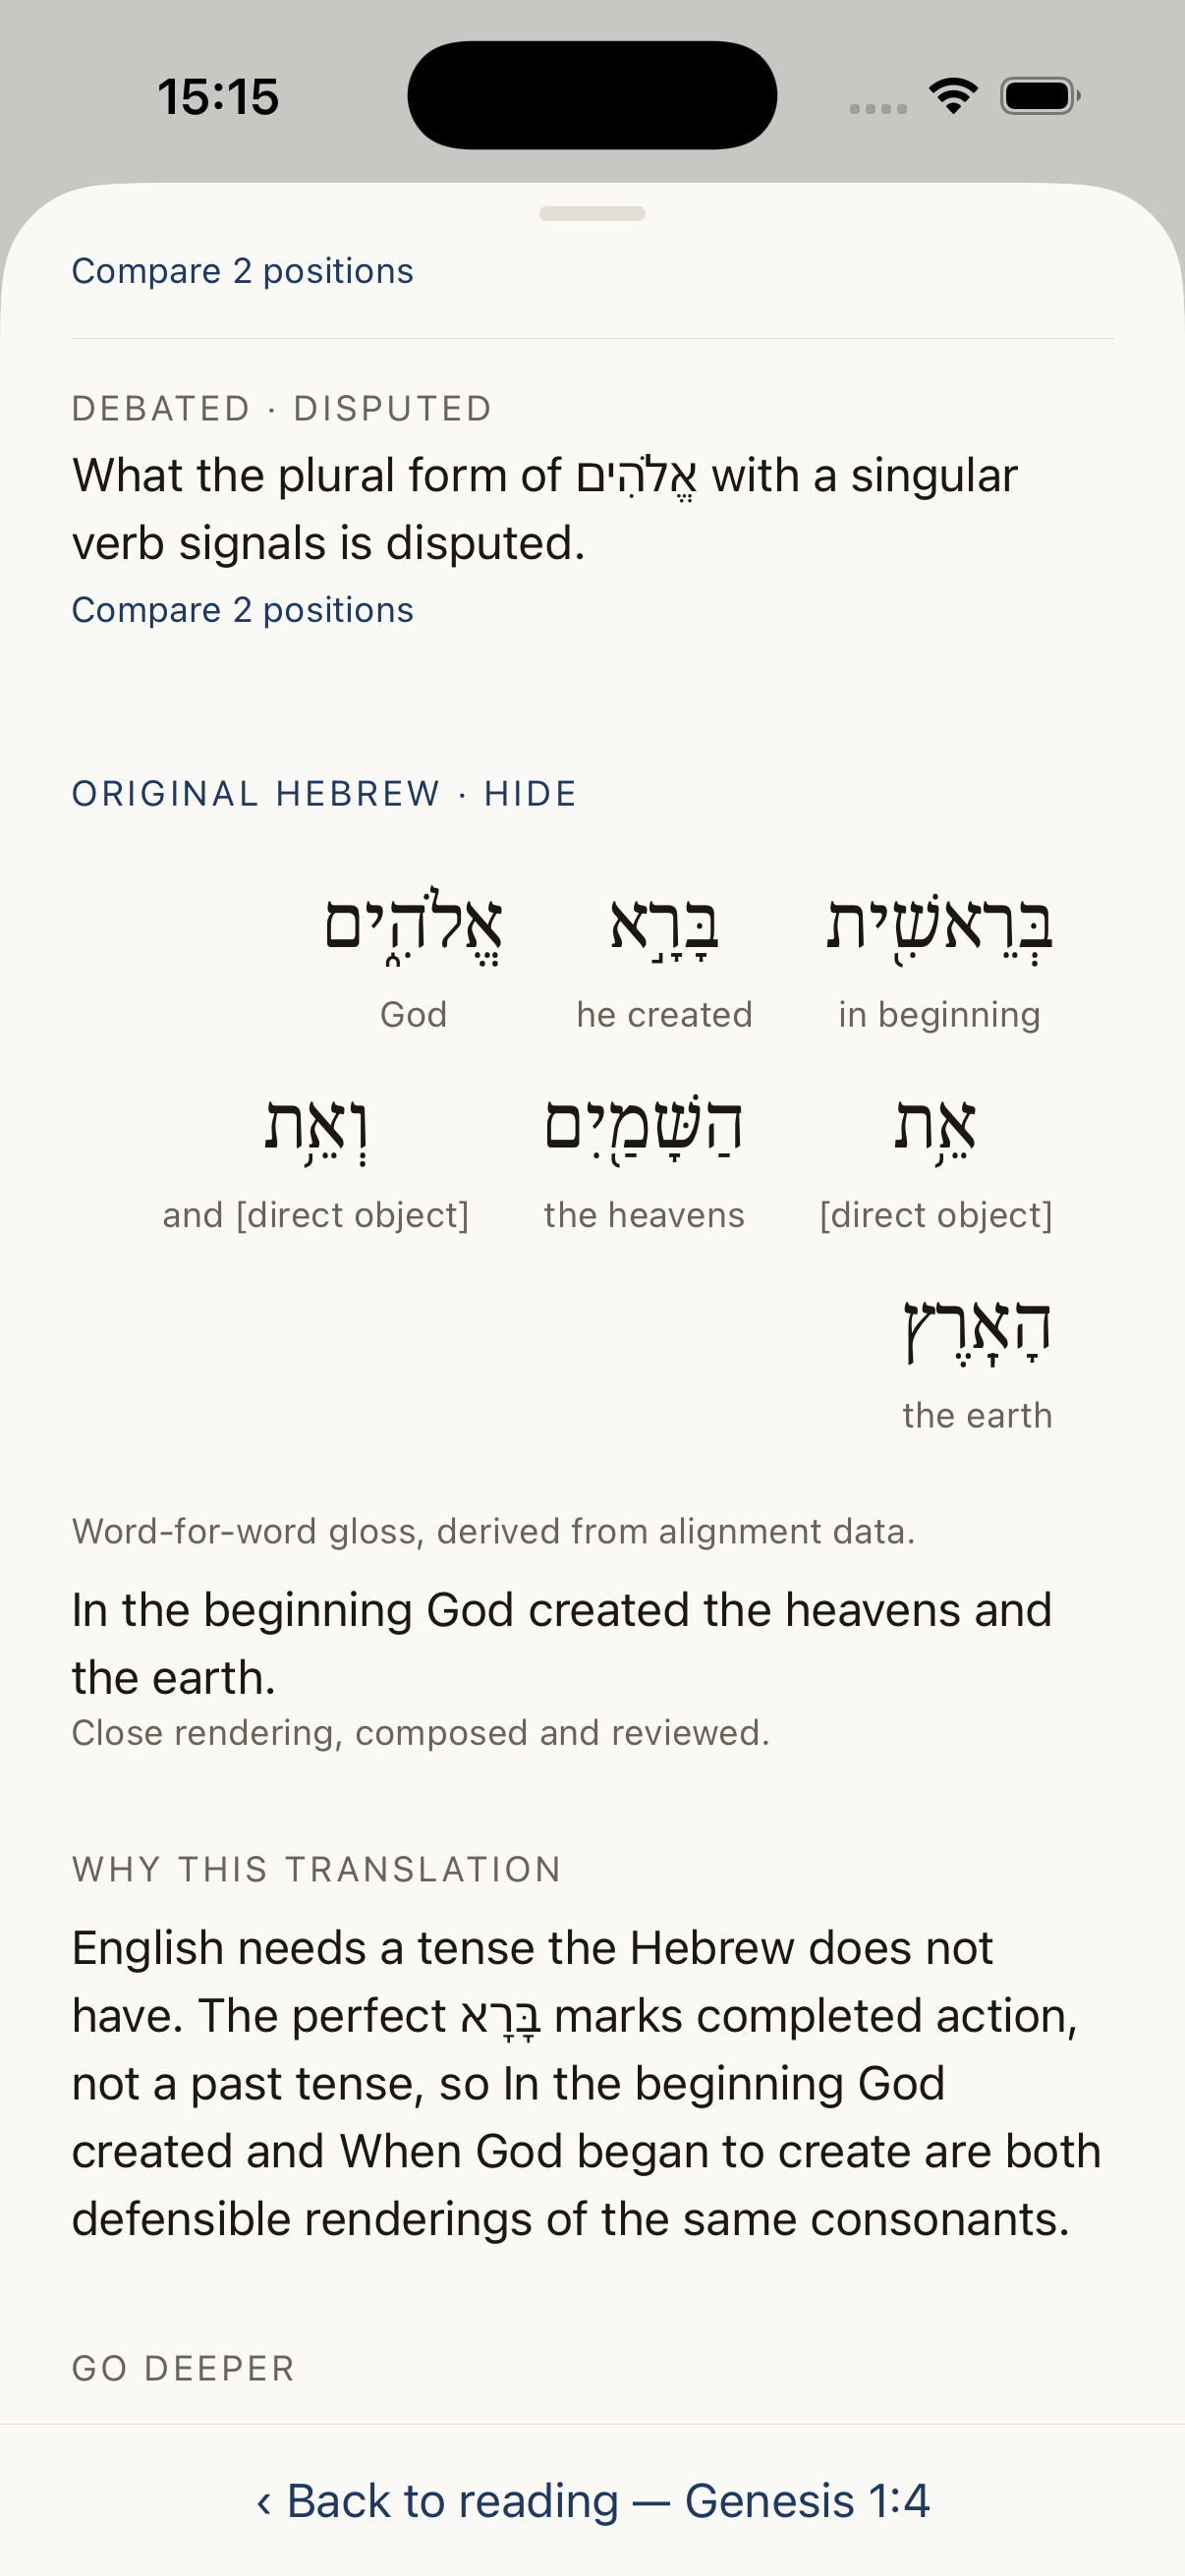 15:15
Compare 2 positions
DEBATED · DISPUTED
What the plural form of אֱלֹהִים with a singular
verb signals is disputed.
Compare 2 positions
ORIGINAL HEBREW · HIDE
בְּרֵאשִׁ֖ית בָּרָ֣א אֱלֹהִ֑ים
in beginning he created God
אֵ֥ת הַשָּׁמַ֖יִם וְאֵ֥ת
[direct object] the heavens and [direct object]
הָאָֽרֶץ
the earth
Word-for-word gloss, derived from alignment data.
In the beginning God created the heavens and
the earth.
Close rendering, composed and reviewed.
WHY THIS TRANSLATION
English needs a tense the Hebrew does not
have. The perfect בָּרָא marks completed action,
not a past tense, so In the beginning God
created and When God began to create are both
defensible renderings of the same consonants.
GO DEEPER
‹ Back to reading — Genesis 1:4